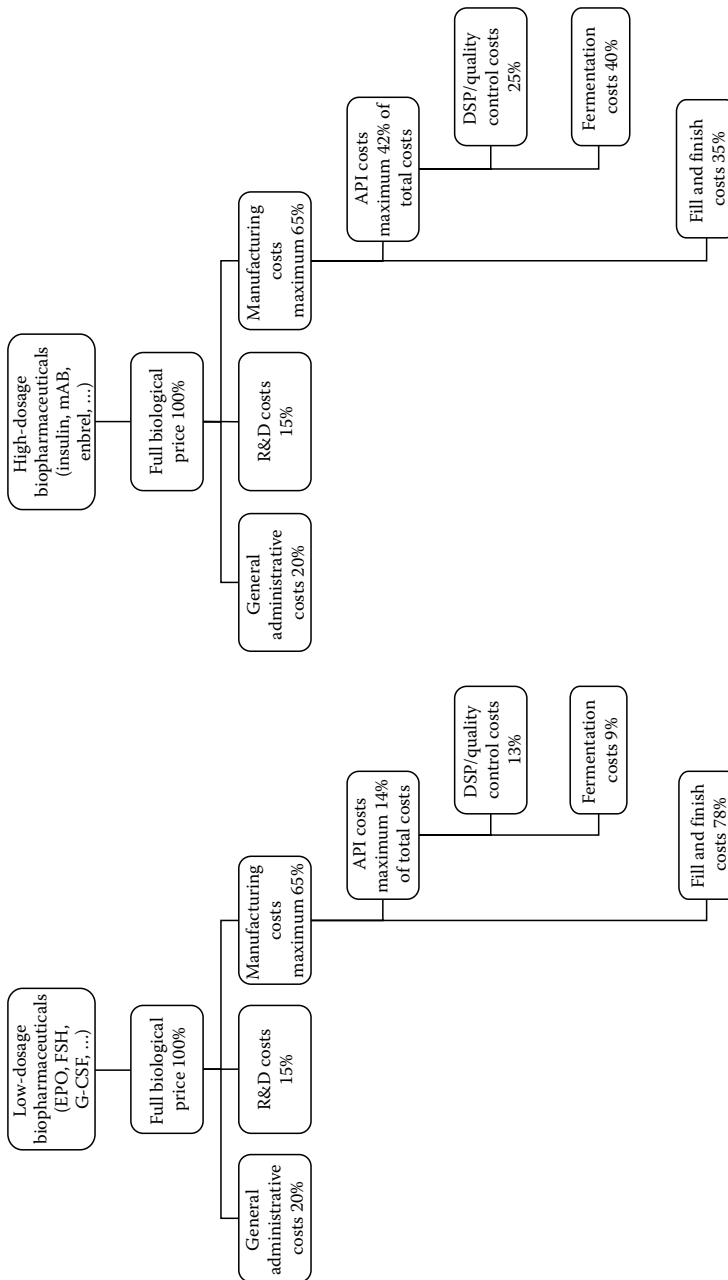 Low-dosage
biopharmaceuticals
(EPO, FSH,
G-CSF, ...)
Full biological
price 100%
General
administrative
costs 20%
R&D costs
15%
Manufacturing
costs
maximum 65%
API costs
maximum 14%
of total costs
DSP/quality
control costs
13%
Fermentation
costs 9%
Fill and finish
costs 78%
High-dosage
biopharmaceuticals
(insulin, mAB,
enbrel, ...)
Full biological
price 100%
General
administrative
costs 20%
R&D costs
15%
Manufacturing
costs
maximum 65%
API costs
maximum 42% of
total costs
DSP/quality
control costs
25%
Fermentation
costs 40%
Fill and finish
costs 35%